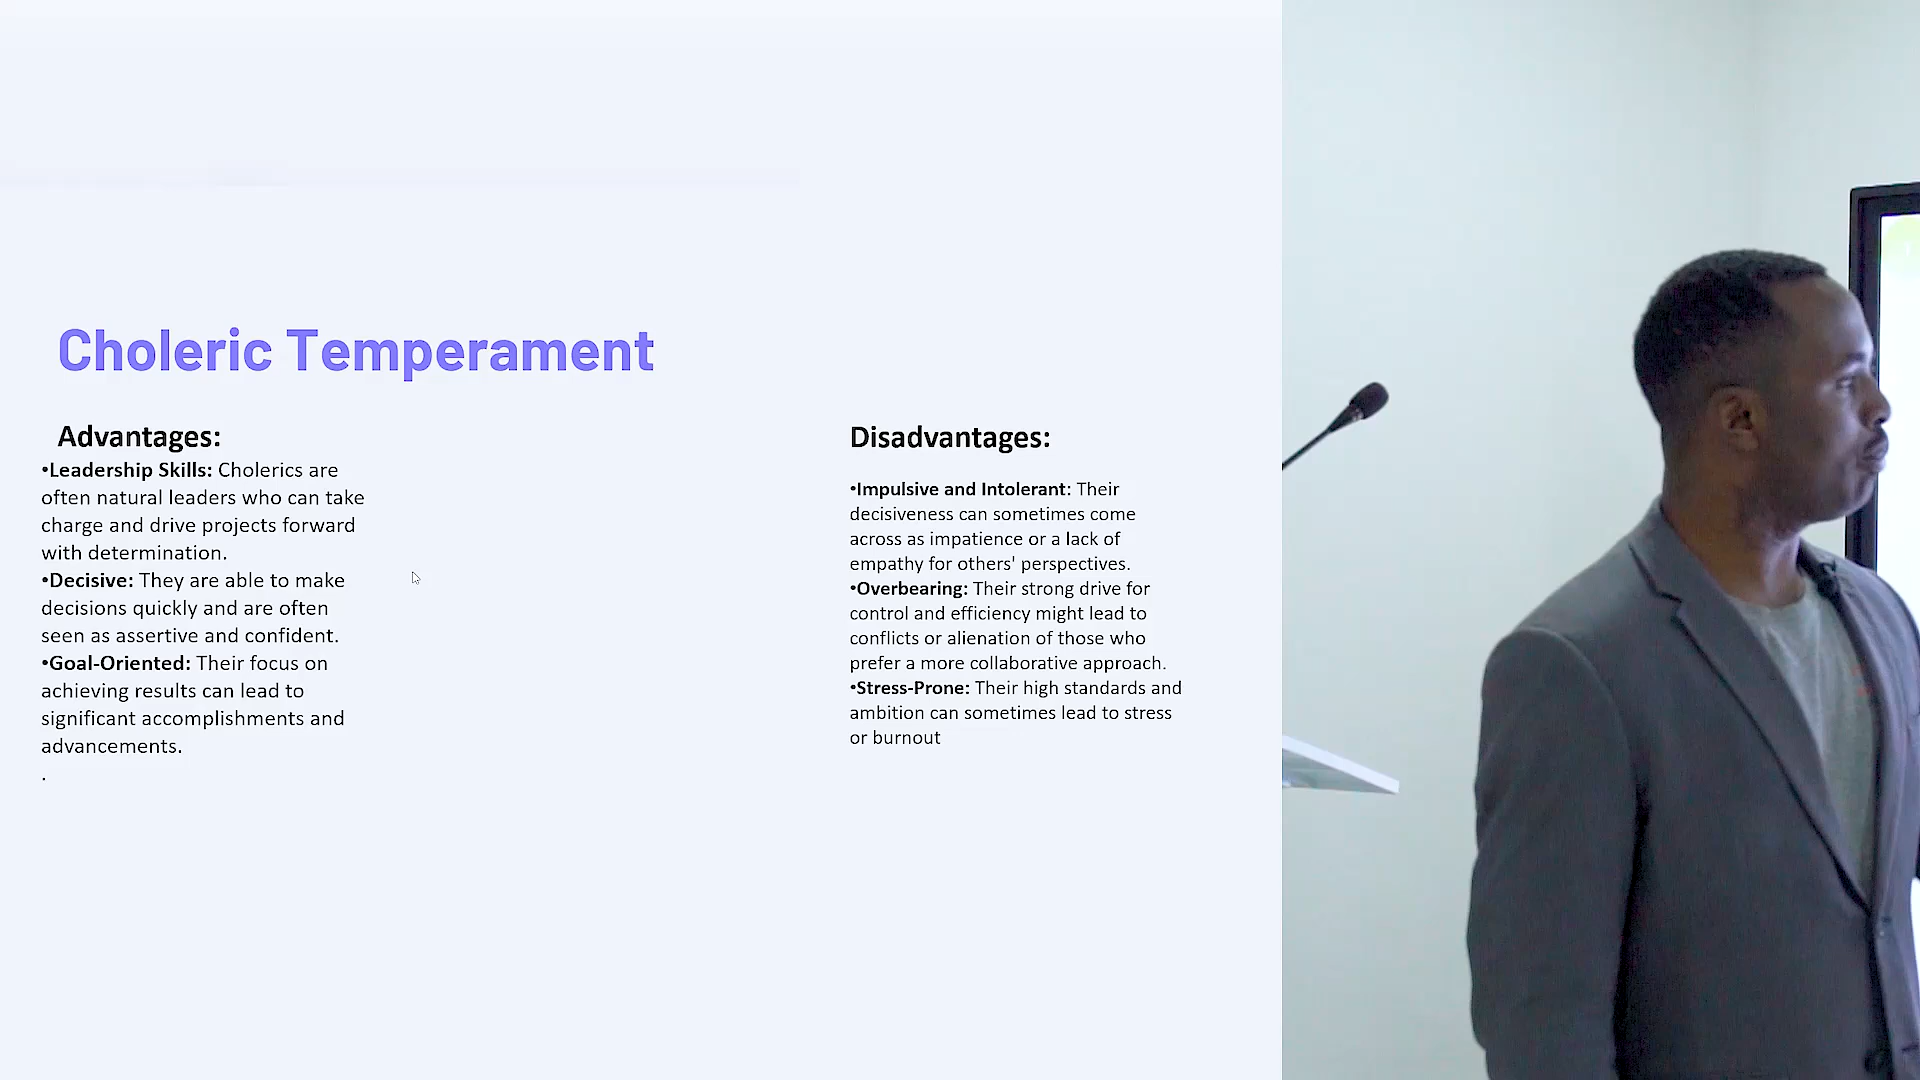 Choleric Temperament
Advantages:
•Leadership Skills: Cholerics are
often natural leaders who can take
charge and drive projects forward
with determination.
•Decisive: They are able to make
decisions quickly and are often
seen as assertive and confident.
•Goal-Oriented: Their focus on
achieving results can lead to
significant accomplishments and
advancements.
.
Disadvantages:
•Impulsive and Intolerant: Their
decisiveness can sometimes come
across as impatience or a lack of
empathy for others' perspectives.
•Overbearing: Their strong drive for
control and efficiency might lead to
conflicts or alienation of those who
prefer a more collaborative approach.
•Stress-Prone: Their high standards and
ambition can sometimes lead to stress
or burnout